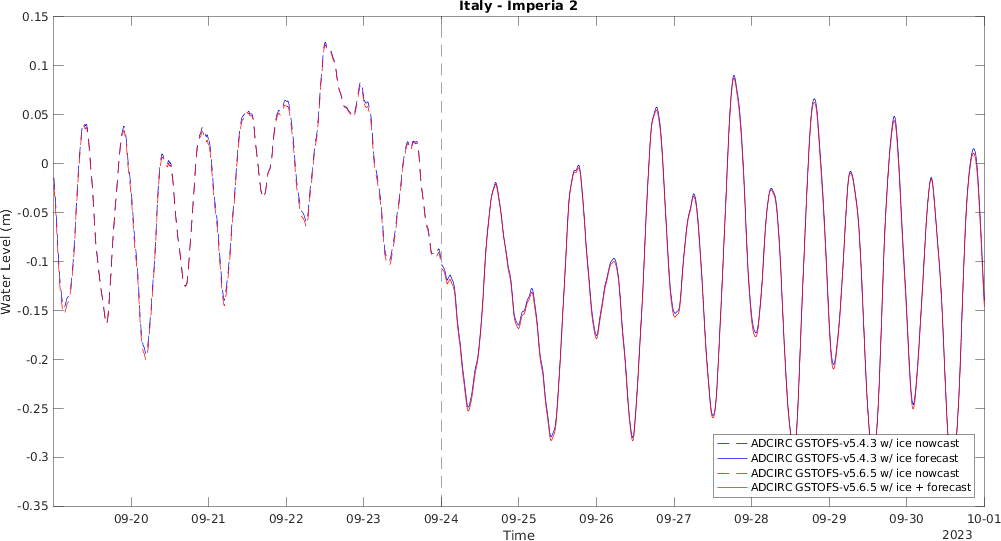 Italy - Imperia 2
Water Level (m)
0.15
0.1
0.05
0
-0.05
-0.1
-0.15
-0.2
-0.25
-0.3
-0.35
ADCIRC GSTOFS-v5.4.3 w/ ice nowcast
ADCIRC GSTOFS-v5.4.3 w/ ice forecast
ADCIRC GSTOFS-v5.6.5 w/ ice nowcast
ADCIRC GSTOFS-v5.6.5 w/ ice + forecast
09-20 09-21 09-22 09-23 09-24 09-25 09-26 09-27 09-28 09-29 09-30 10-01
Time
2023